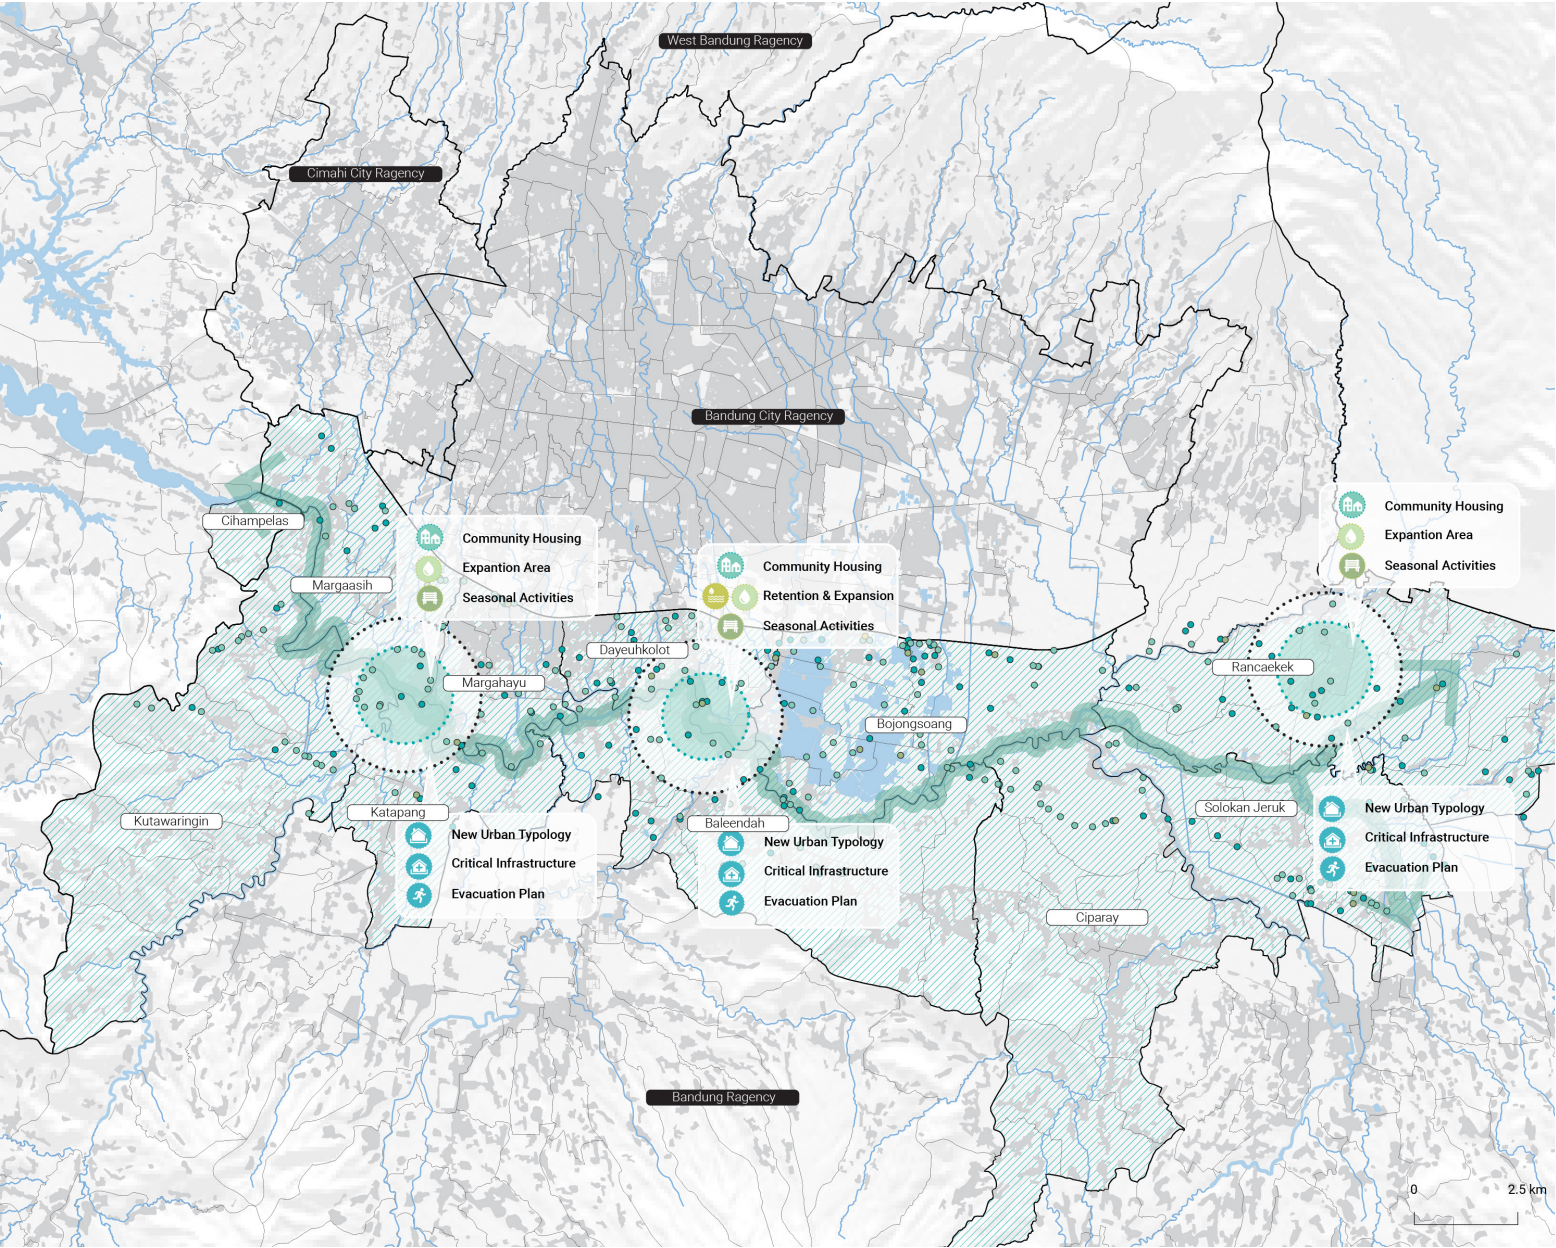 West Bandung Ragency
Cimahi City Ragency
Bandung City Ragency
Cihampelas
Margaasih
Community Housing
Expantion Area
Seasonal Activities
Community Housing
Retention & Expansion
Seasonal Activities
Community Housing
Expantion Area
Seasonal Activities
Dayeuhkolot
Margahayu
Rancaekek
Bojongsoang
Kutawaringin
Katapang
New Urban Typology
Critical Infrastructure
Evacuation Plan
Baleendah
New Urban Typology
Critical Infrastructure
Evacuation Plan
Solokan Jeruk
New Urban Typology
Critical Infrastructure
Evacuation Plan
Ciparay
Bandung Ragency
0 2.5 km